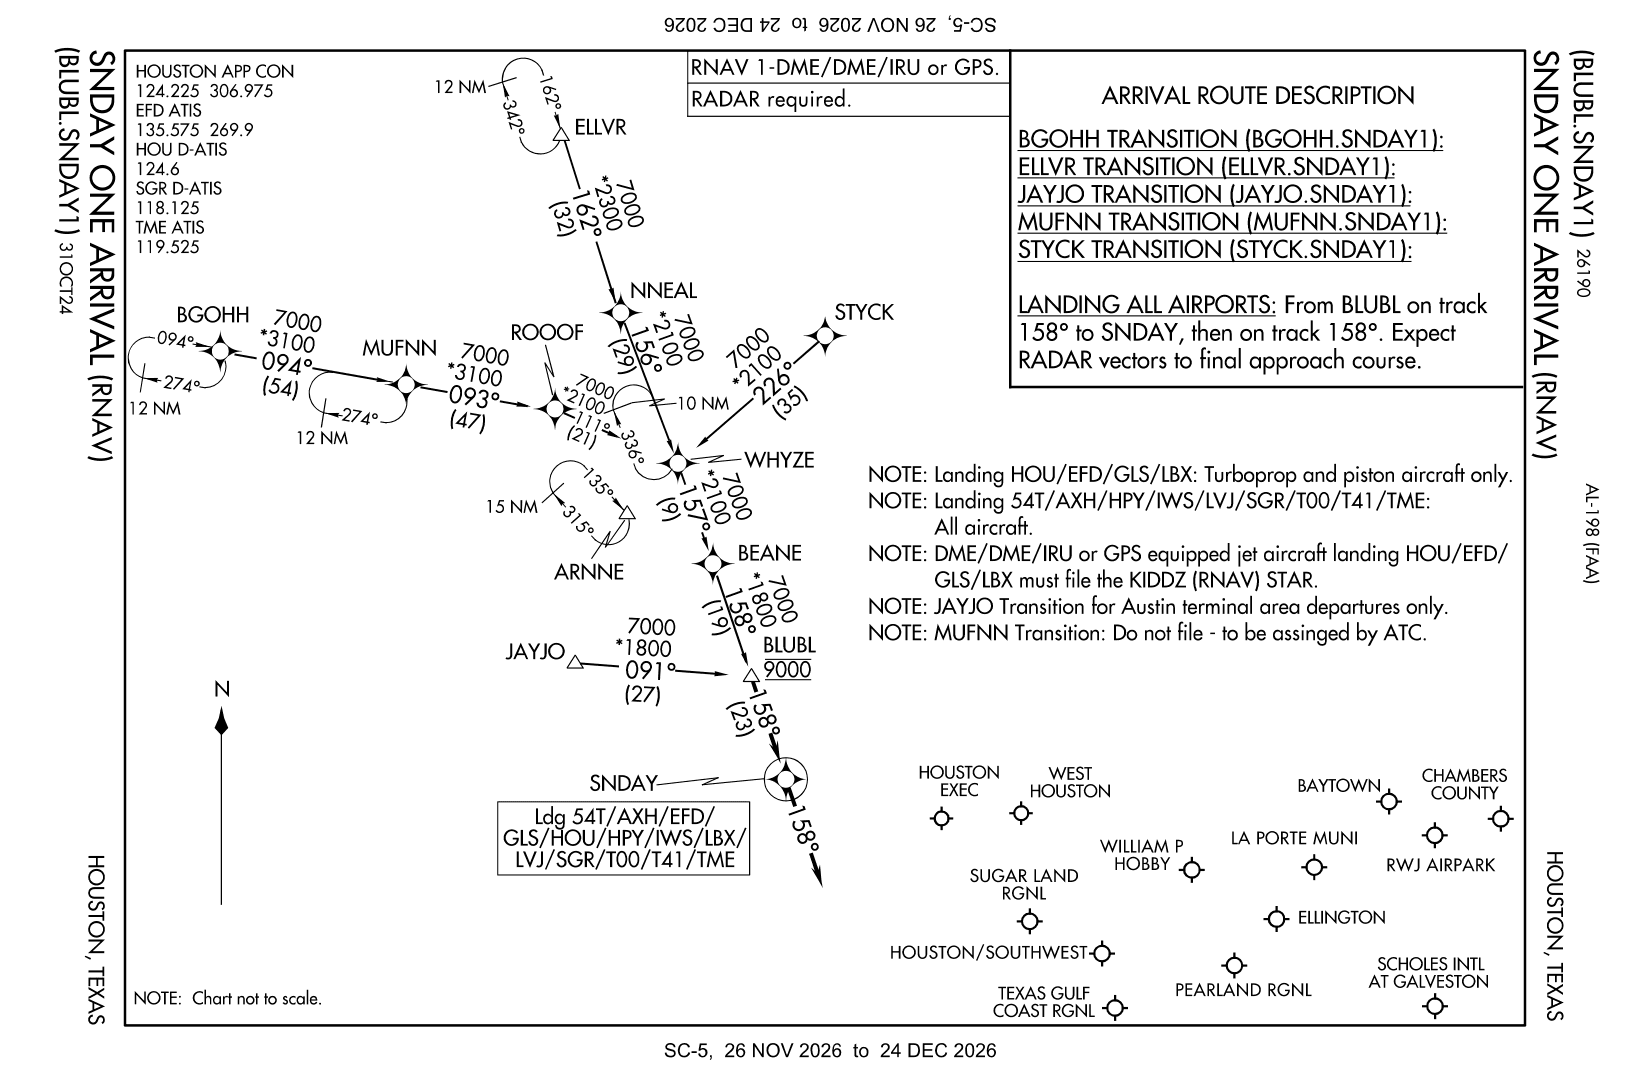 SC-5, 26 NOV 2026 to 24 DEC 2026
(BLUBL.SNDAY1) 31OCT24
SNDAY ONE ARRIVAL (RNAV)
HOUSTON, TEXAS
SNDAY ONE ARRIVAL (RNAV)
(BLUBL.SNDAY1) 26190
AL-198 (FAA)
HOUSTON, TEXAS
HOUSTON APP CON
124.225 306.975
EFD ATIS
135.575 269.9
HOU D-ATIS
124.6
SGR D-ATIS
118.125
TME ATIS
119.525
RNAV 1-DME/DME/IRU or GPS.
RADAR required.
ARRIVAL ROUTE DESCRIPTION
BGOHH TRANSITION (BGOHH.SNDAY1):
ELLVR TRANSITION (ELLVR.SNDAY1):
JAYJO TRANSITION (JAYJO.SNDAY1):
MUFNN TRANSITION (MUFNN.SNDAY1):
STYCK TRANSITION (STYCK.SNDAY1):
LANDING ALL AIRPORTS: From BLUBL on track
158° to SNDAY, then on track 158°. Expect
RADAR vectors to final approach course.
12 NM
162°
342°
ELLVR
7000
*2300
162°
(32)
NNEAL
7000
*2100
156°
(29)
STYCK
7000
*2100
226°
(35)
BGOHH
094°
274°
12 NM
7000
*3100
094°
(54)
MUFNN
274°
12 NM
7000
*3100
093°
(47)
ROOOF
7000
*2100
111°
(21)
10 NM
336°
WHYZE
7000
*2100
157°
(9)
15 NM
135°
315°
ARNNE
BEANE
7000
*1800
158°
(19)
JAYJO
7000
*1800
091°
(27)
BLUBL
9000
158°
(23)
SNDAY
Ldg 54T/AXH/EFD/
GLS/HOU/HPY/IWS/LBX/
LVJ/SGR/T00/T41/TME
158°
N
NOTE: Landing HOU/EFD/GLS/LBX: Turboprop and piston aircraft only.
NOTE: Landing 54T/AXH/HPY/IWS/LVJ/SGR/T00/T41/TME:
All aircraft.
NOTE: DME/DME/IRU or GPS equipped jet aircraft landing HOU/EFD/
GLS/LBX must file the KIDDZ (RNAV) STAR.
NOTE: JAYJO Transition for Austin terminal area departures only.
NOTE: MUFNN Transition: Do not file - to be assinged by ATC.
HOUSTON
EXEC
WEST
HOUSTON
BAYTOWN
CHAMBERS
COUNTY
WILLIAM P
HOBBY
LA PORTE MUNI
RWJ AIRPARK
SUGAR LAND
RGNL
ELLINGTON
HOUSTON/SOUTHWEST
PEARLAND RGNL
SCHOLES INTL
AT GALVESTON
TEXAS GULF
COAST RGNL
NOTE: Chart not to scale.
SC-5, 26 NOV 2026 to 24 DEC 2026